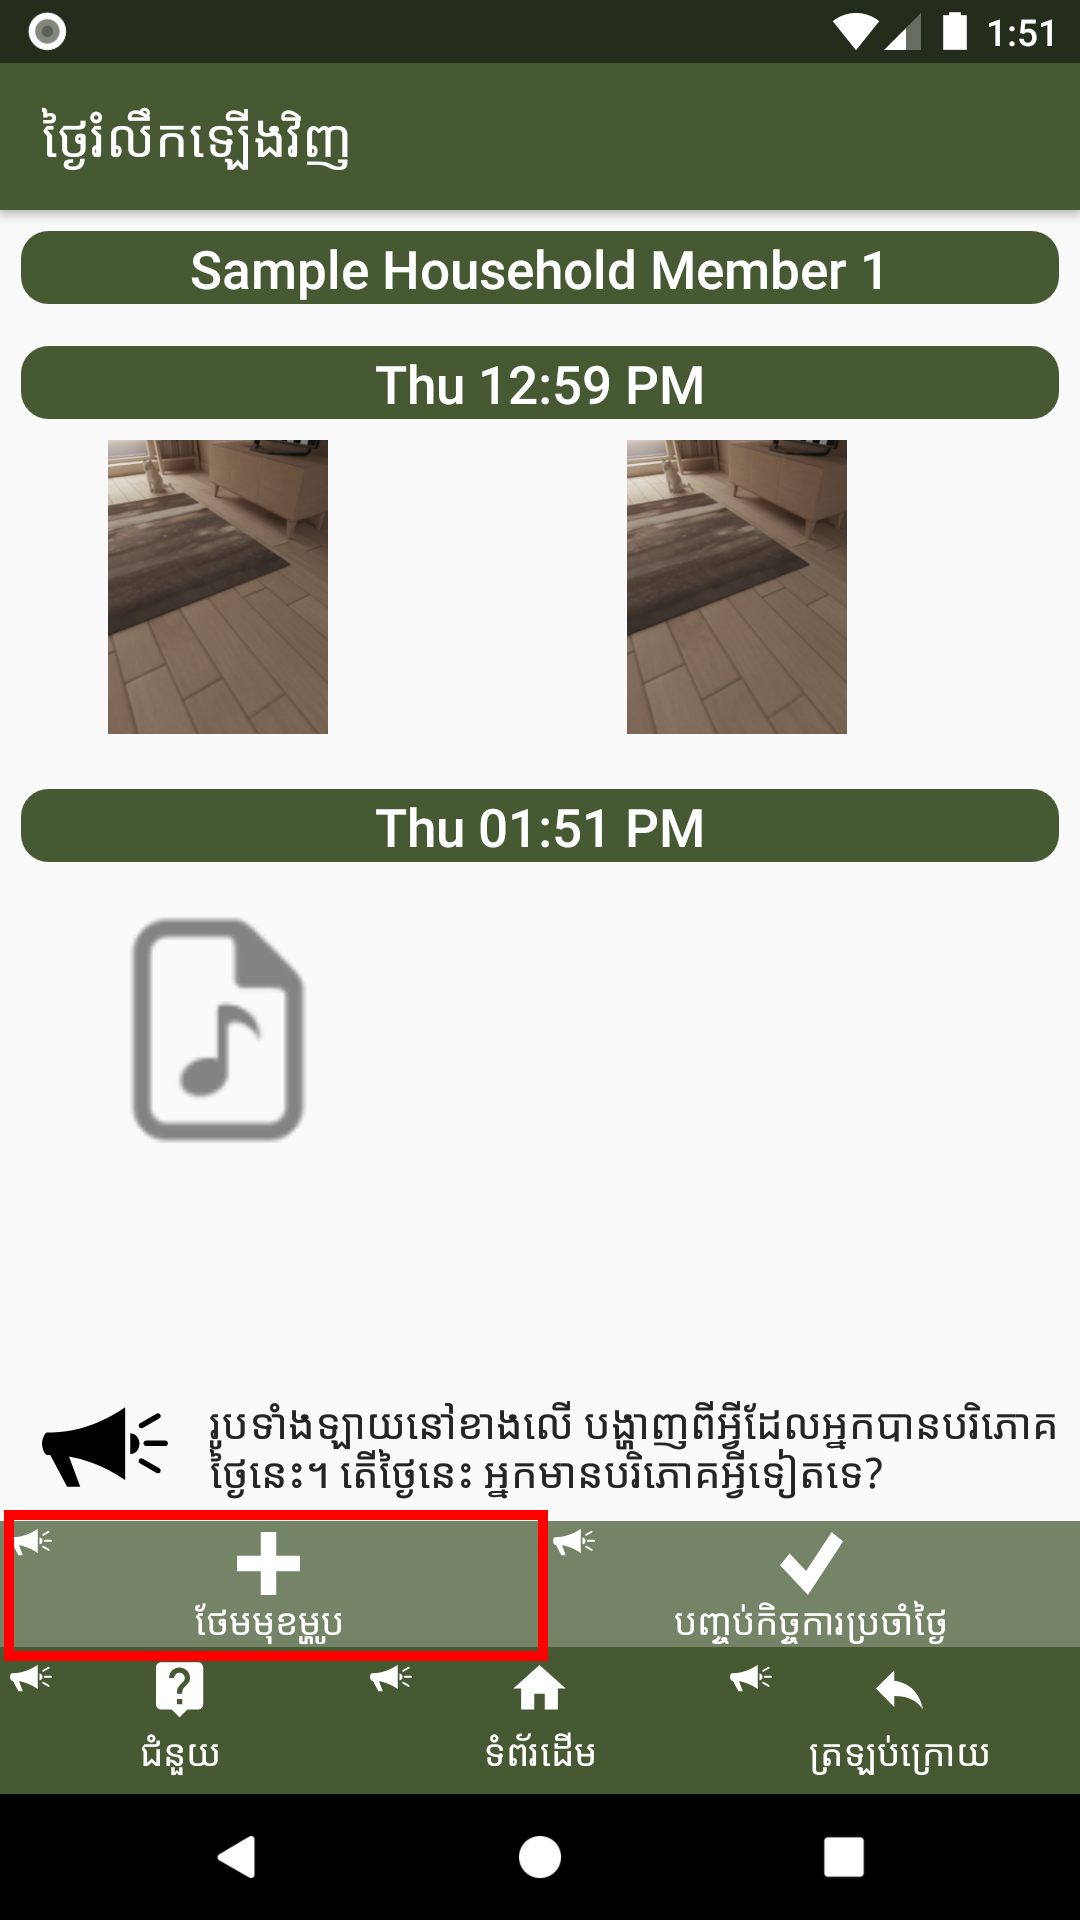 1:51
ថ្ងៃរំលឹកឡើងវិញ
Sample Household Member 1
Thu 12:59 PM
Thu 01:51 PM
រូបទាំងឡាយនៅខាងលើ បង្ហាញពីអ្វីដែលអ្នកបានបរិភោគ
ថ្ងៃនេះ។ តើថ្ងៃនេះ អ្នកមានបរិភោគអ្វីទៀតទេ?
ថែមមុខម្ហូប
បញ្ចប់កិច្ចការប្រចាំថ្ងៃ
ជំនួយ
ទំព័រដើម
ត្រឡប់ក្រោយ